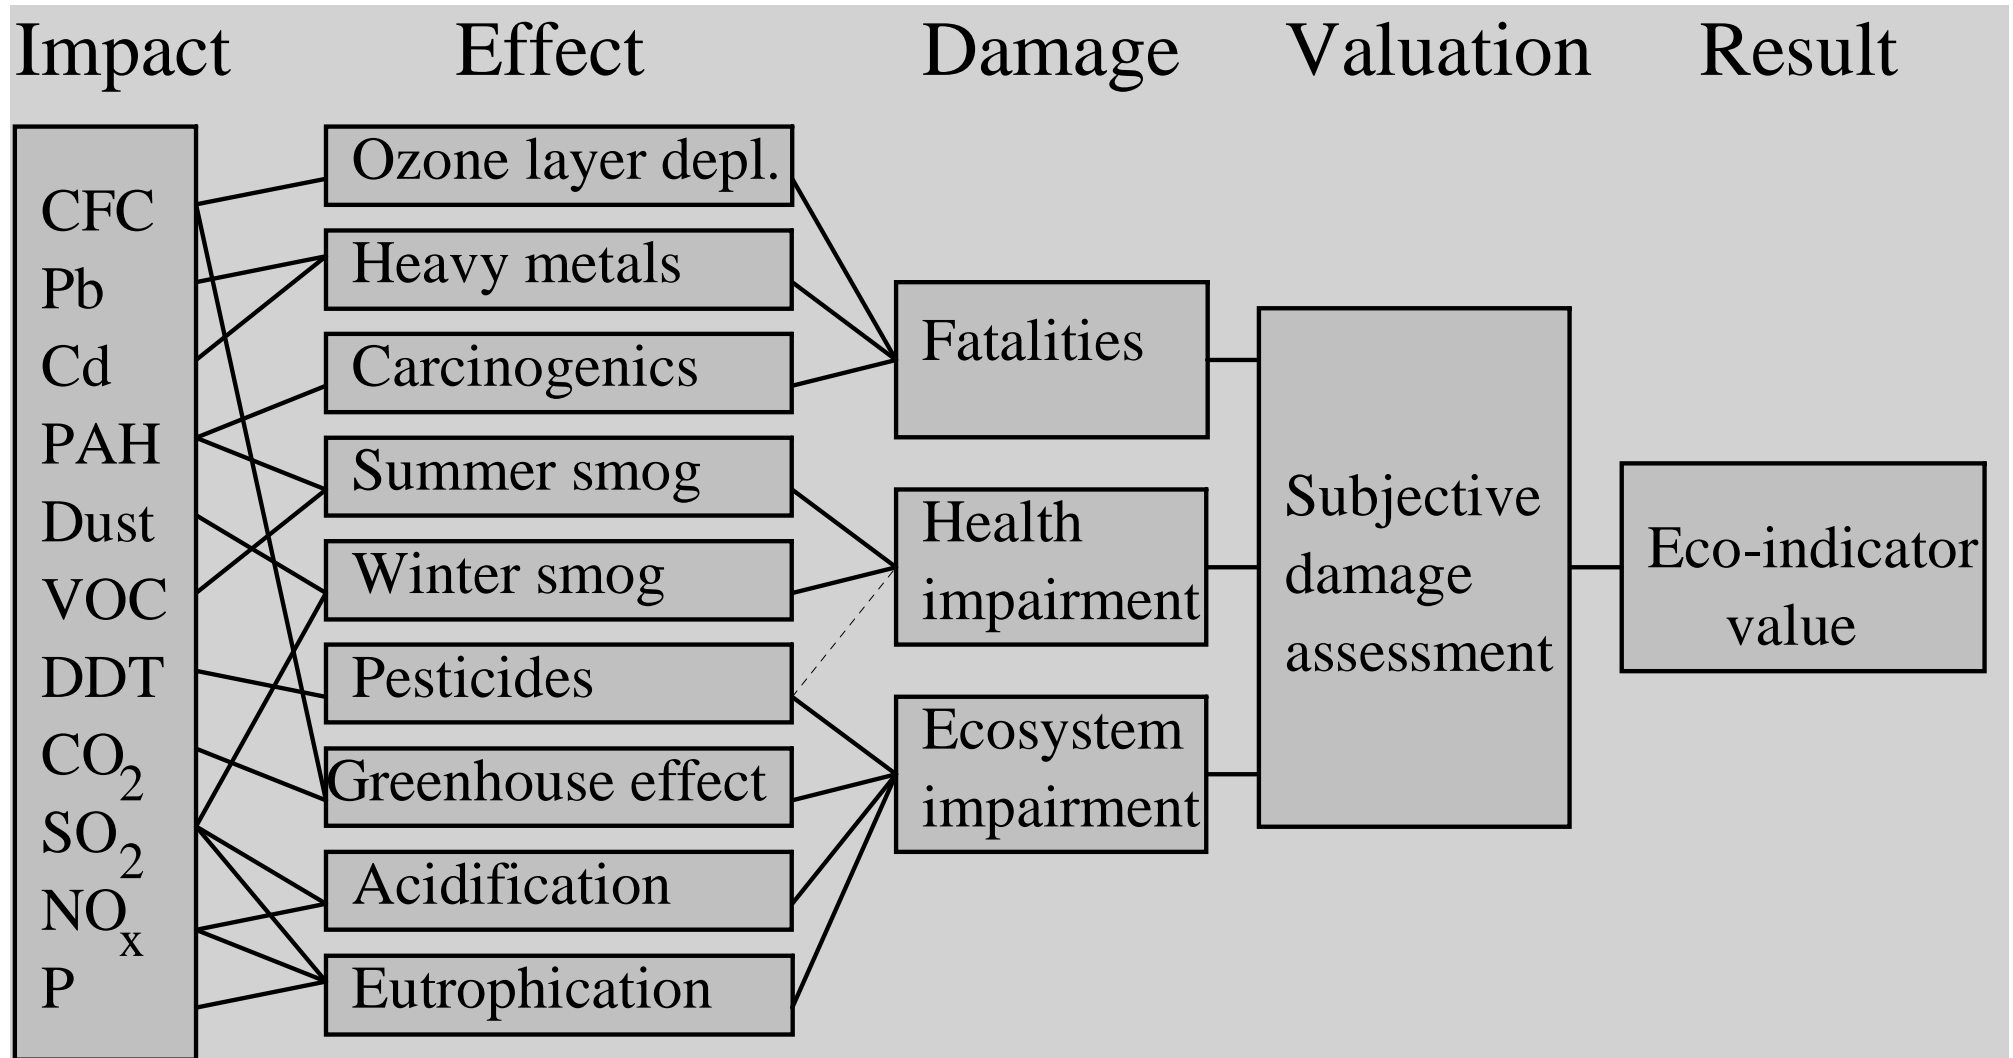 Impact
Effect
Damage
Valuation
Result
CFC
Pb
Cd
PAH
Dust
VOC
DDT
CO2
SO2
NOx
P
Ozone layer depl.
Heavy metals
Carcinogenics
Summer smog
Winter smog
Pesticides
Greenhouse effect
Acidification
Eutrophication
Fatalities
Health
impairment
Ecosystem
impairment
Subjective
damage
assessment
Eco-indicator
value